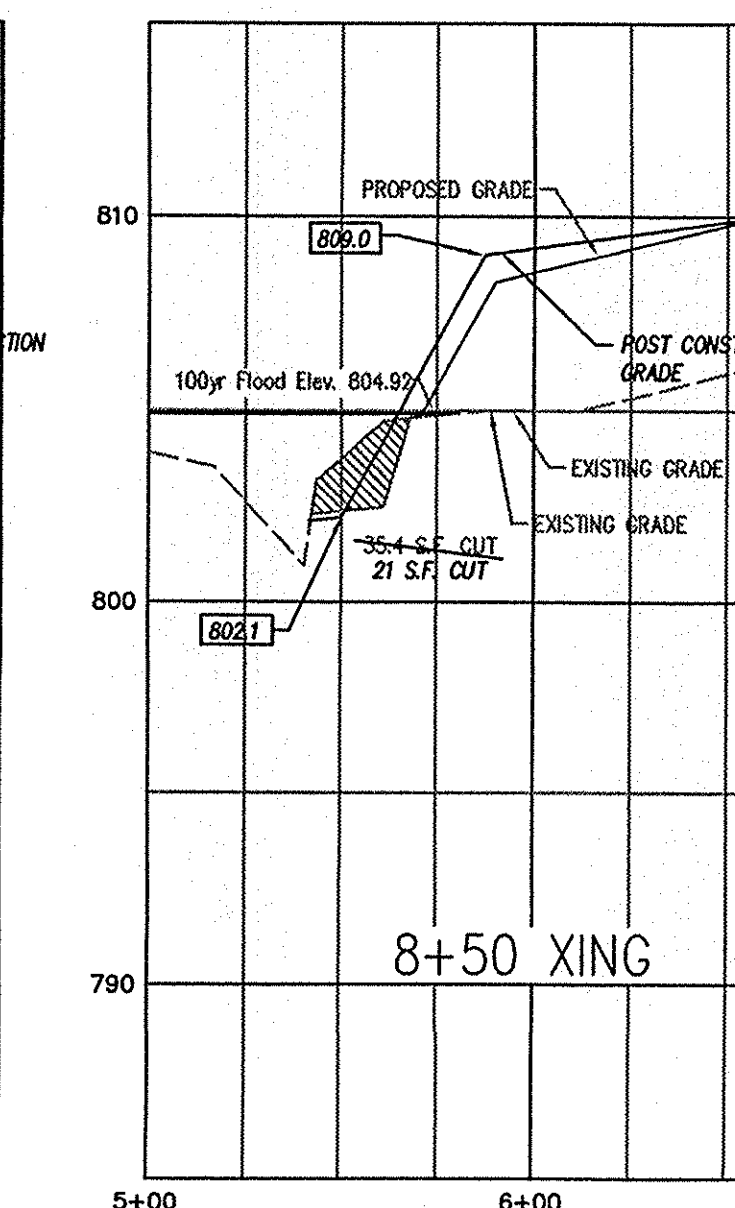 PROPOSED GRADE
810
809.0
TION
POST CONST
GRADE
100yr Flood Elev. 804.92
EXISTING GRADE
EXISTING GRADE
35.4 S.F. CUT
21 S.F. CUT
800
802.1
8+50 XING
790
5+00
6+00